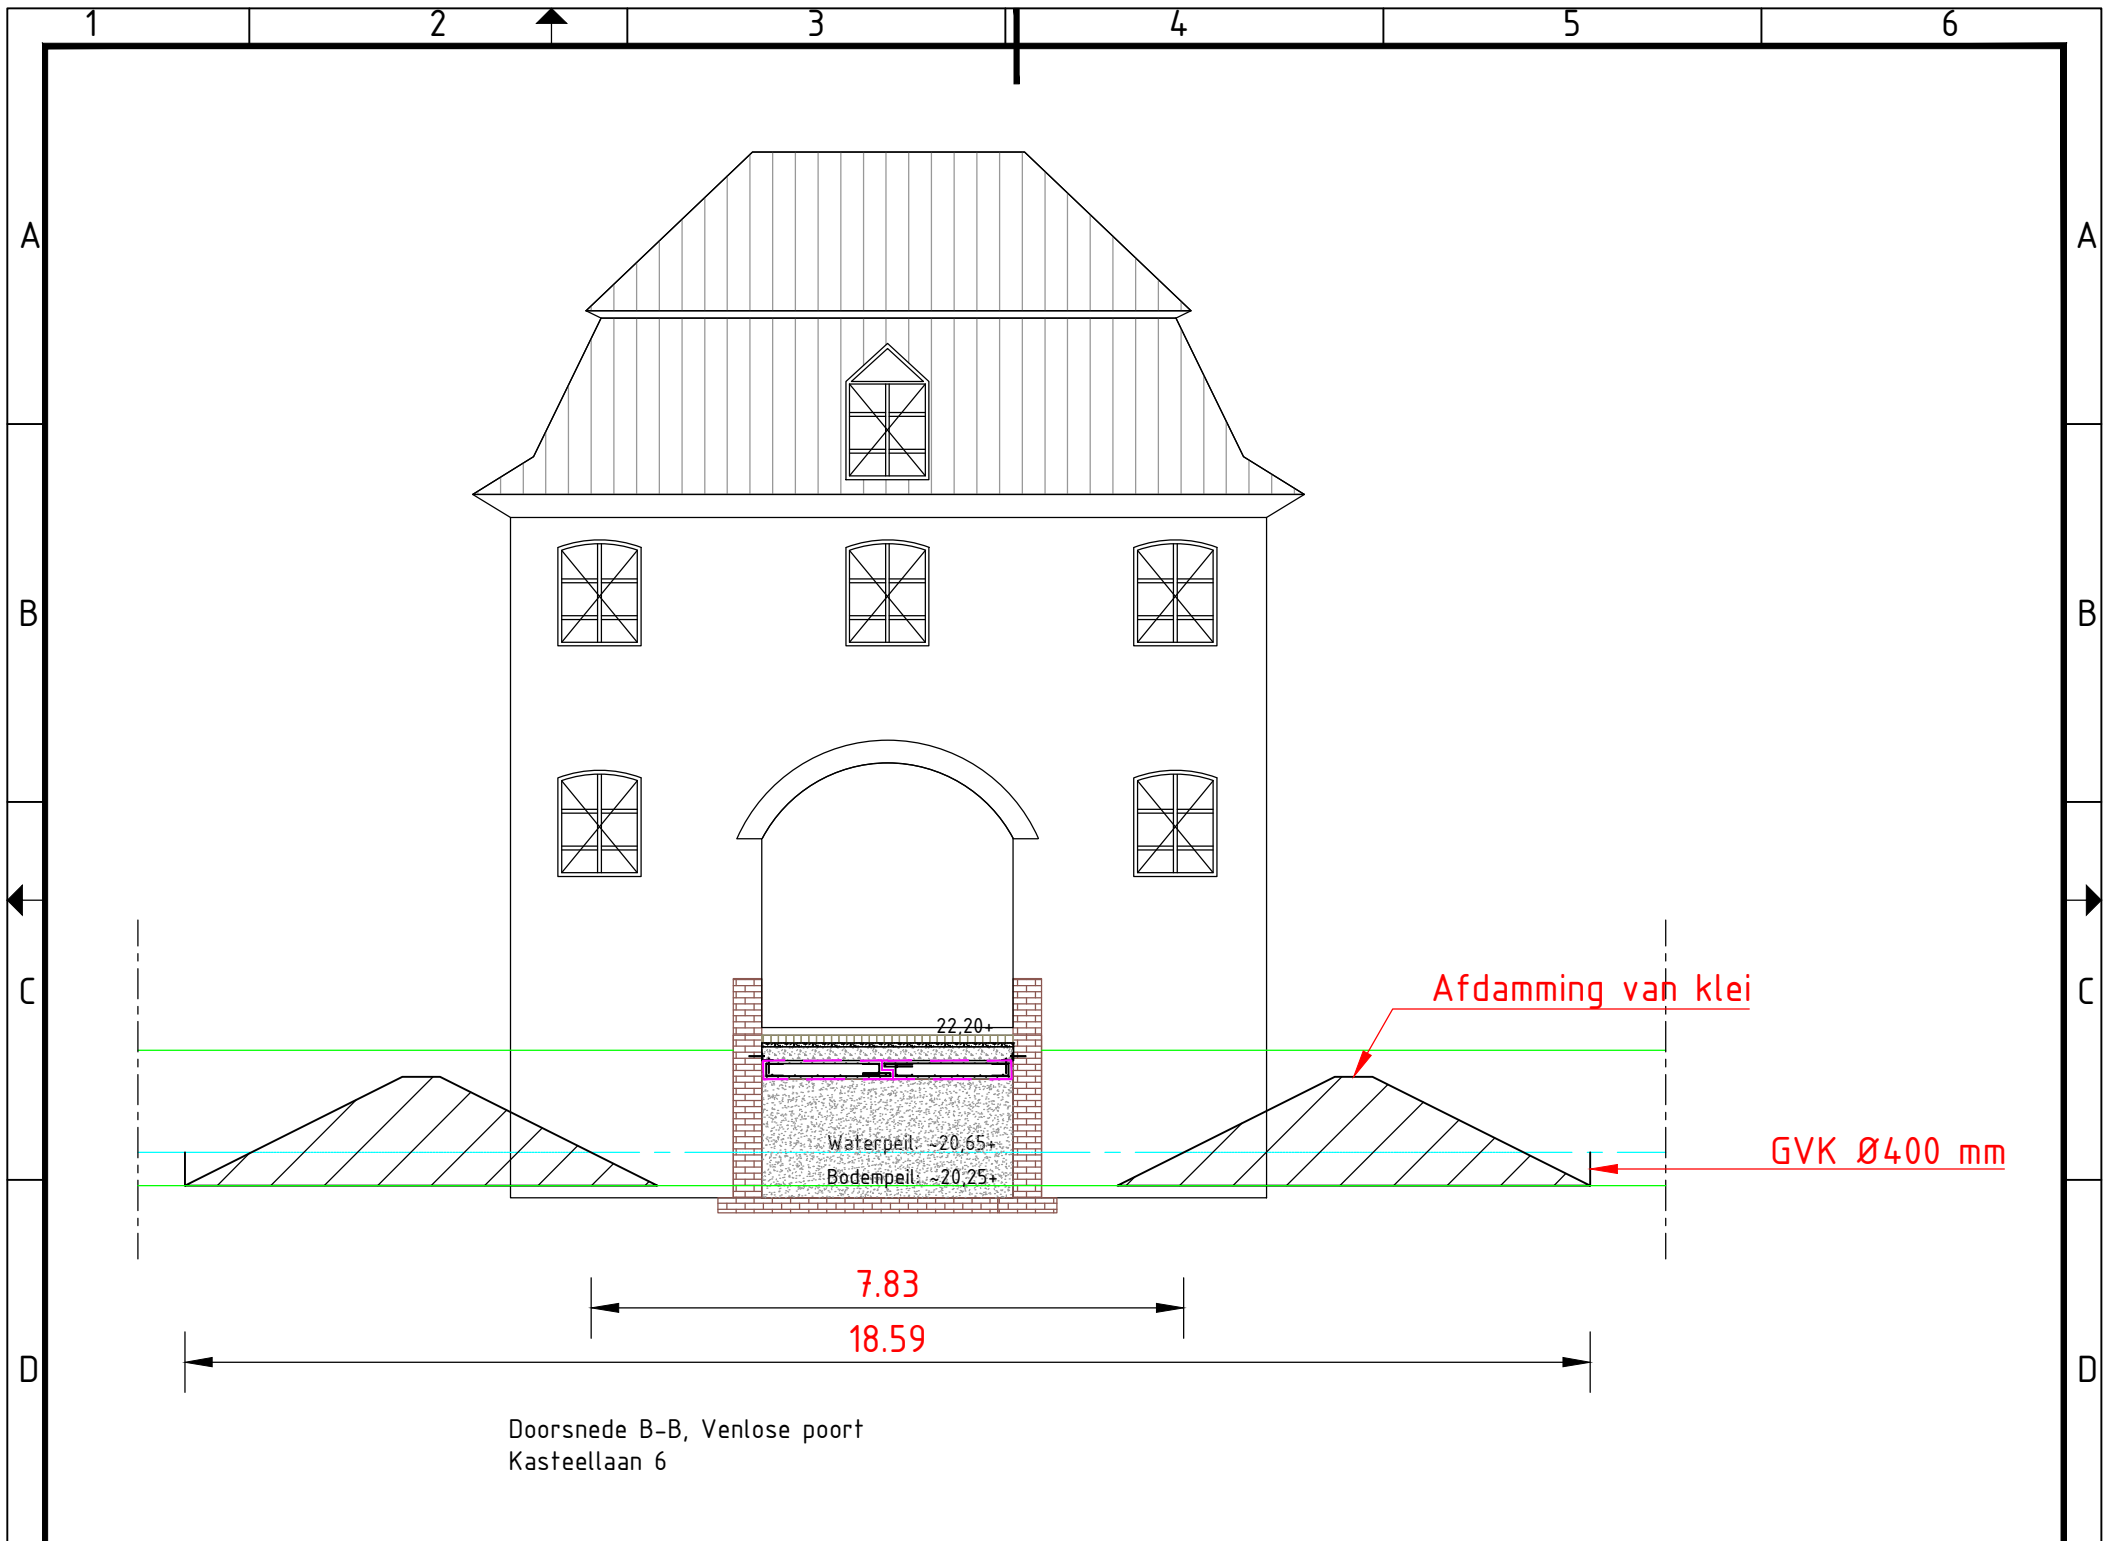 1 2 3 4 5 6
A A
B B
Afdamming van klei
C C
22,20+
Waterpeil: ~20,65+
GVK Ø400 mm
Bodempeil: ~20,25+
7.83
18.59
D D
Doorsnede B-B, Venlose poort
Kasteellaan 6